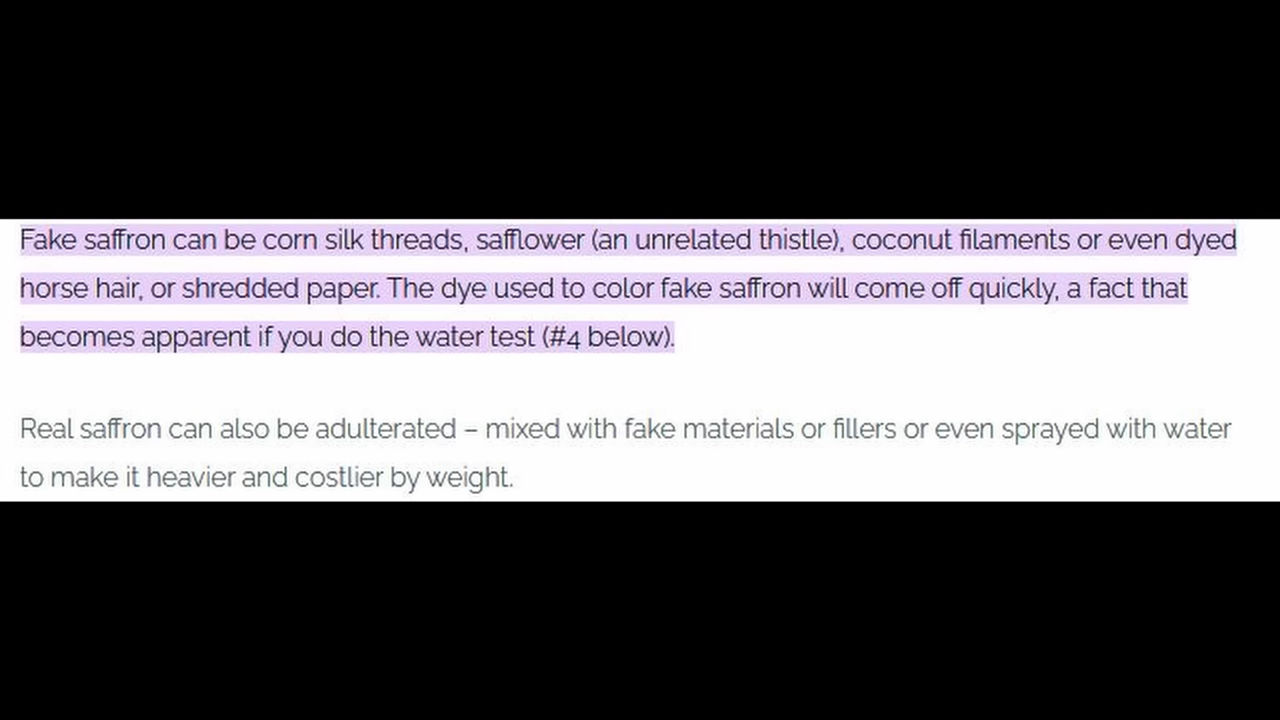 Fake saffron can be corn silk threads, safflower (an unrelated thistle), coconut filaments or even dyed
horse hair, or shredded paper. The dye used to color fake saffron will come off quickly, a fact that
becomes apparent if you do the water test (#4 below).
Real saffron can also be adulterated – mixed with fake materials or fillers or even sprayed with water
to make it heavier and costlier by weight.